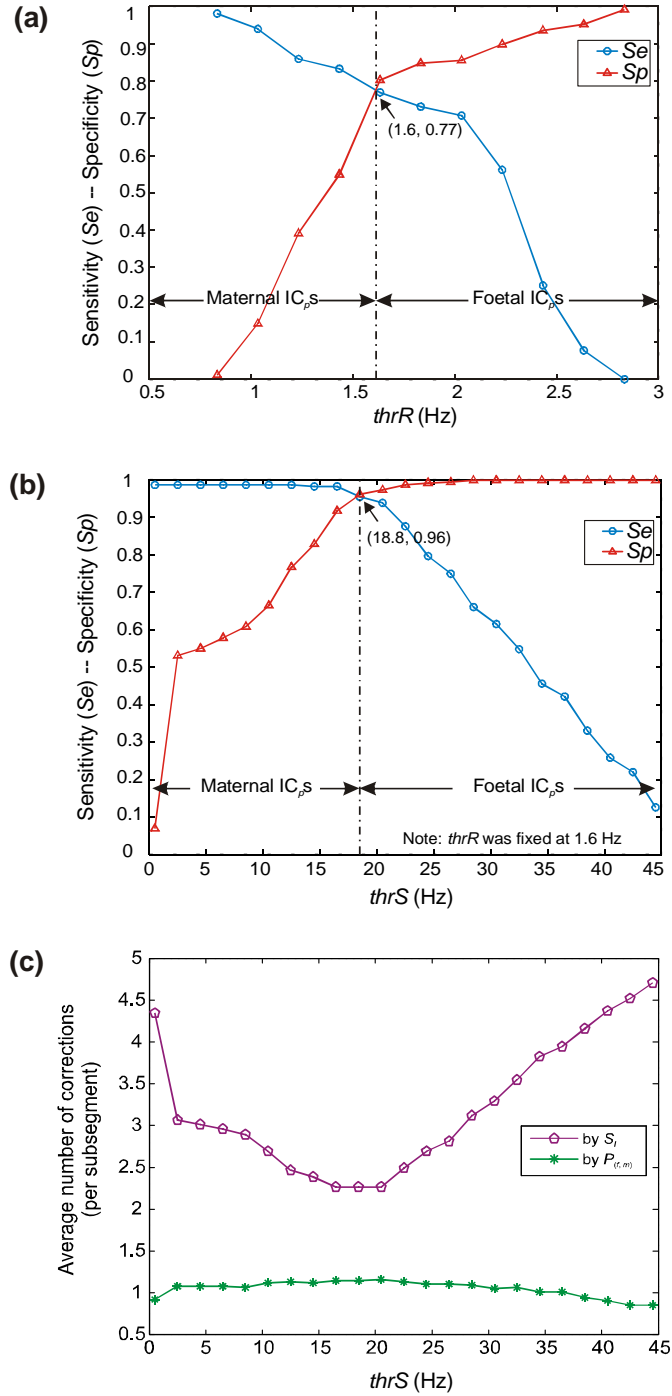 (a)
1
0.9
0.8
0.7
0.6
0.5
0.4
0.3
0.2
0.1
0
Sensitivity (Se) -- Specificity (Sp)
Se
Sp
(1.6, 0.77)
Maternal ICps
Foetal ICps
0.5 1 1.5 2 2.5 3
thrR (Hz)
(b)
1
0.9
0.8
0.7
0.6
0.5
0.4
0.3
0.2
0.1
0
Sensitivity (Se) -- Specificity (Sp)
Se
Sp
(18.8, 0.96)
Maternal ICps
Foetal ICps
Note: thrR was fixed at 1.6 Hz
0 5 10 15 20 25 30 35 40 45
thrS (Hz)
(c)
5
4.5
4
3.5
3
2.5
2
1.5
1
0.5
Average number of corrections
(per subsegment)
by SI
by P(f, m)
0 5 10 15 20 25 30 35 40 45
thrS (Hz)